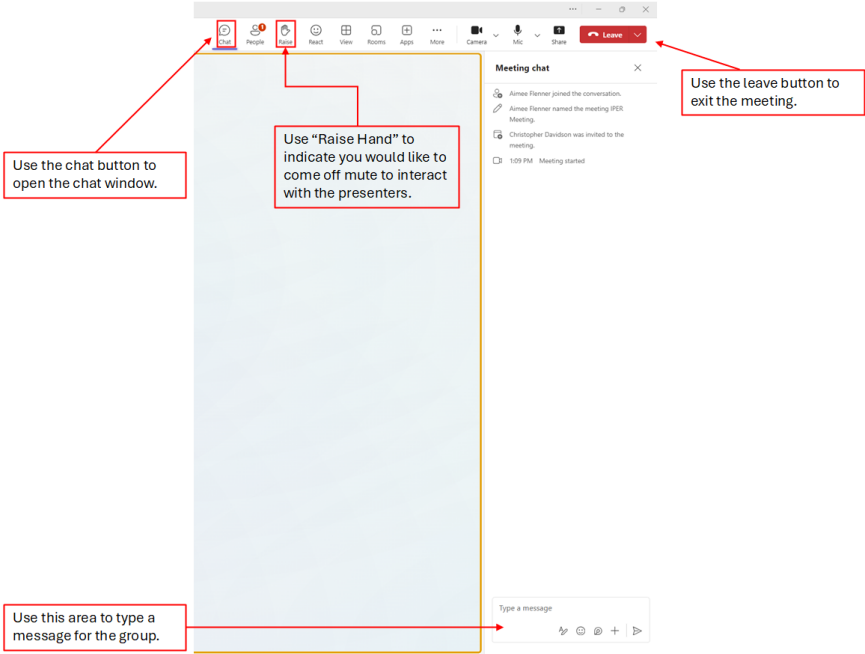 1
Chat
People
Raise
React
View
Rooms
Apps
More
Camera
Mic
Share
Leave
Meeting chat
Aimee Flenner joined the conversation.
Aimee Flenner named the meeting IPER.
Meeting.
Christopher Davidson was invited to the
meeting.
1:09 PM Meeting started
Use the leave button to
exit the meeting.
Use “Raise Hand” to
indicate you would like to
come off mute to interact
with the presenters.
Use the chat button to
open the chat window.
Type a message
Use this area to type a
message for the group.